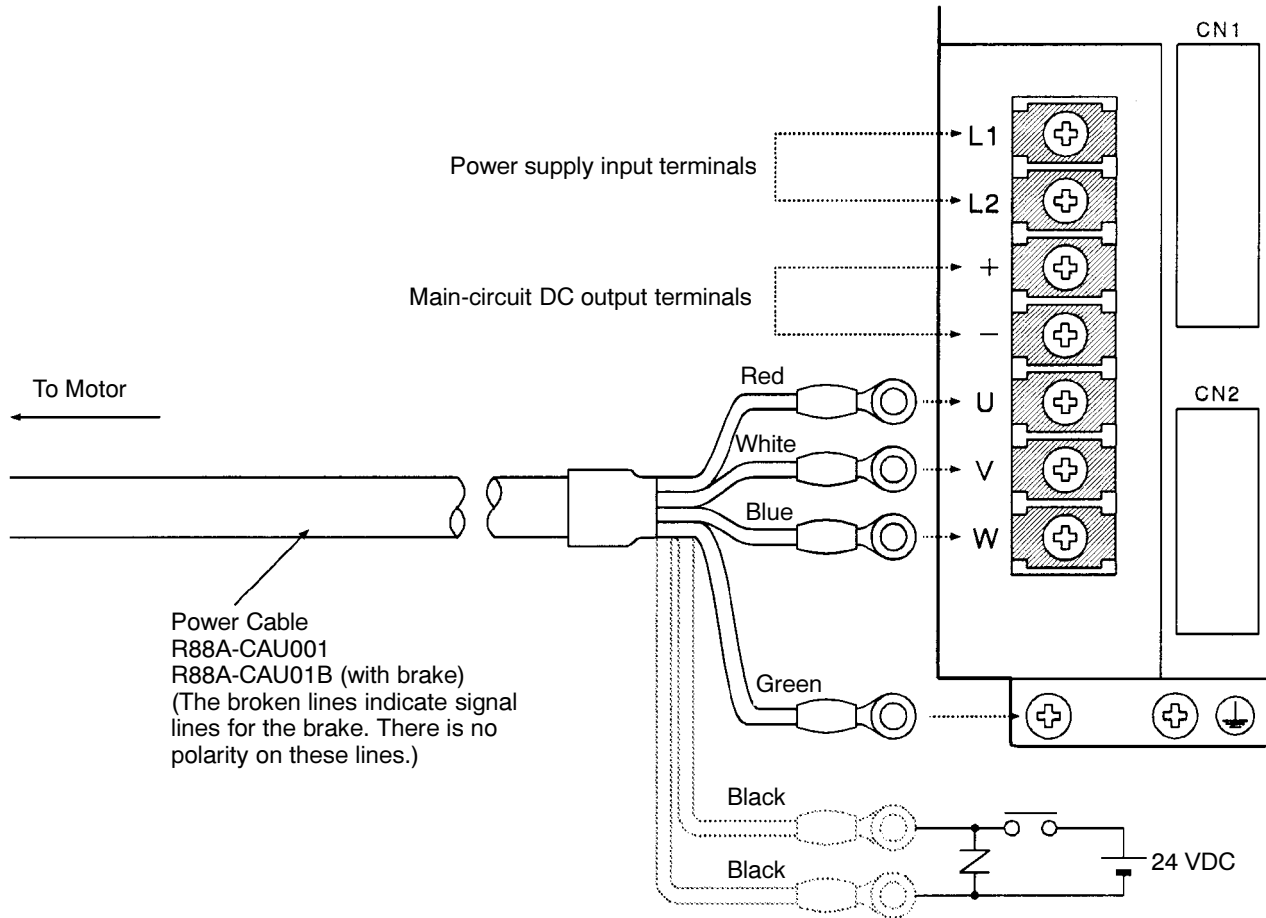 CN1
L1
Power supply input terminals
L2
+
Main-circuit DC output terminals
−
To Motor
Red
U
CN2
White
V
Blue
W
Power Cable
R88A-CAU001
R88A-CAU01B (with brake)
(The broken lines indicate signal
lines for the brake. There is no
polarity on these lines.)
Green
Black
24 VDC
Black